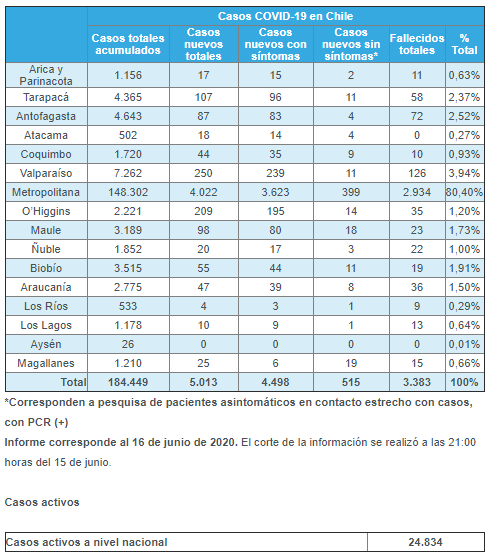 Casos COVID-19 en Chile
Casos totales acumulados Casos nuevos totales Casos nuevos con síntomas Casos nuevos sin síntomas* Fallecidos totales % Total
Arica y Parinacota 1.156 17 15 2 11 0,63%
Tarapacá 4.365 107 96 11 58 2,37%
Antofagasta 4.643 87 83 4 72 2,52%
Atacama 502 18 14 4 0 0,27%
Coquimbo 1.720 44 35 9 10 0,93%
Valparaíso 7.262 250 239 11 126 3,94%
Metropolitana 148.302 4.022 3.623 399 2.934 80,40%
O'Higgins 2.221 209 195 14 35 1,20%
Maule 3.189 98 80 18 23 1,73%
Ñuble 1.852 20 17 3 22 1,00%
Biobío 3.515 55 44 11 19 1,91%
Araucanía 2.775 47 39 8 36 1,50%
Los Ríos 533 4 3 1 9 0,29%
Los Lagos 1.178 10 9 1 13 0,64%
Aysén 26 0 0 0 0 0,01%
Magallanes 1.210 25 6 19 15 0,66%
Total 184.449 5.013 4.498 515 3.383 100%
*Corresponden a pesquisa de pacientes asintomáticos en contacto estrecho con casos,
con PCR (+)
Informe corresponde al 16 de junio de 2020. El corte de la información se realizó a las 21:00
horas del 15 de junio.
Casos activos
Casos activos a nivel nacional 24.834